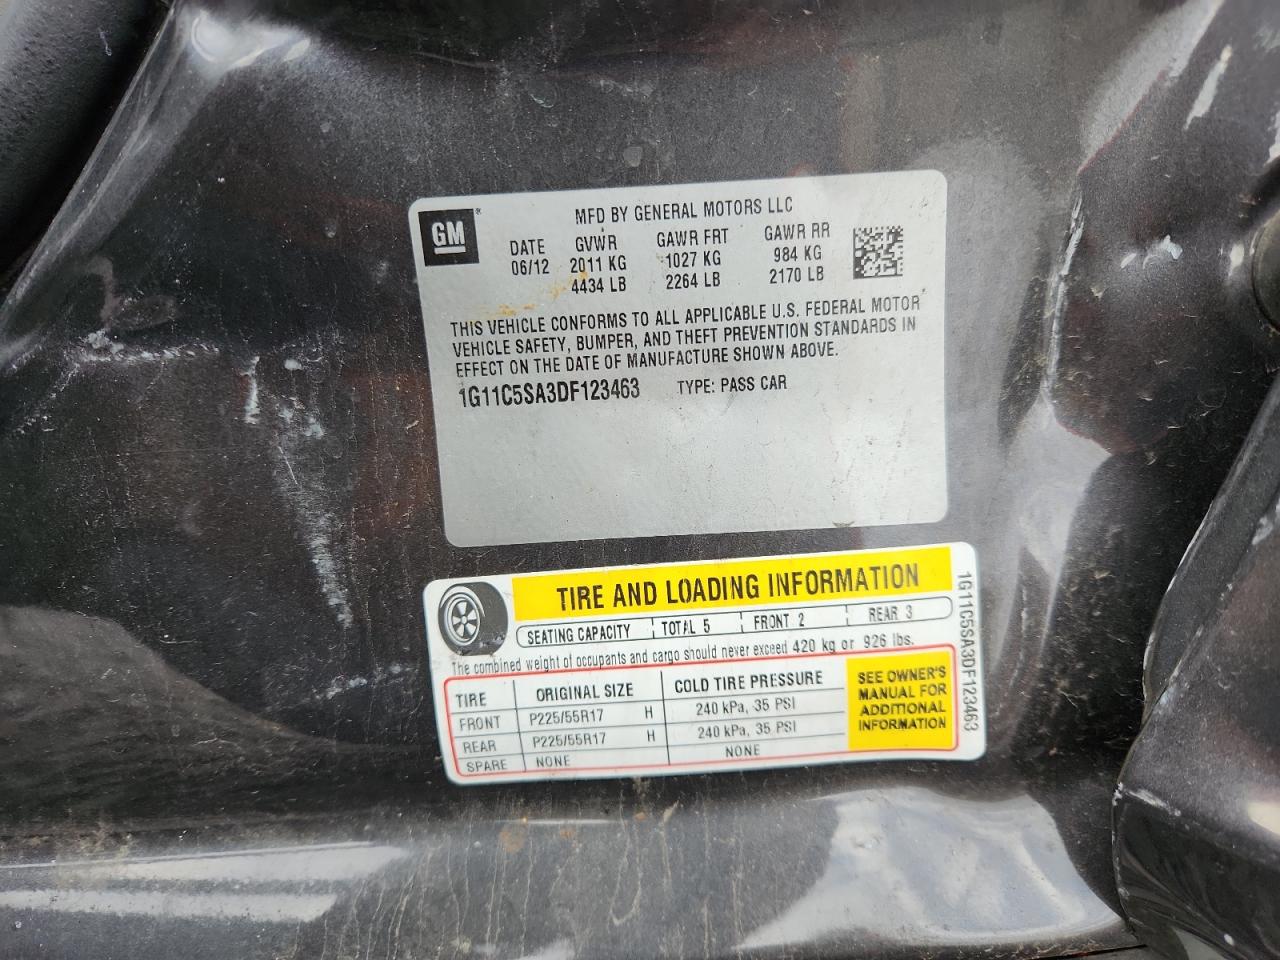 GM
MFD BY GENERAL MOTORS LLC
DATE GVWR GAWR FRT GAWR RR
06/12 2011 KG 1027 KG 984 KG
4434 LB 2264 LB 2170 LB
THIS VEHICLE CONFORMS TO ALL APPLICABLE U.S. FEDERAL MOTOR
VEHICLE SAFETY, BUMPER, AND THEFT PREVENTION STANDARDS IN
EFFECT ON THE DATE OF MANUFACTURE SHOWN ABOVE.
1G11C5SA3DF123463 TYPE: PASS CAR
TIRE AND LOADING INFORMATION
SEATING CAPACITY TOTAL 5 FRONT 2 REAR 3
The combined weight of occupants and cargo should never exceed 420 kg or 926 lbs.
TIRE ORIGINAL SIZE COLD TIRE PRESSURE
FRONT P225/55R17 H 240 kPa, 35 PSI
REAR P225/55R17 H 240 kPa, 35 PSI
SPARE NONE NONE
SEE OWNER'S
MANUAL FOR
ADDITIONAL
INFORMATION
1G11C5SA3DF123463